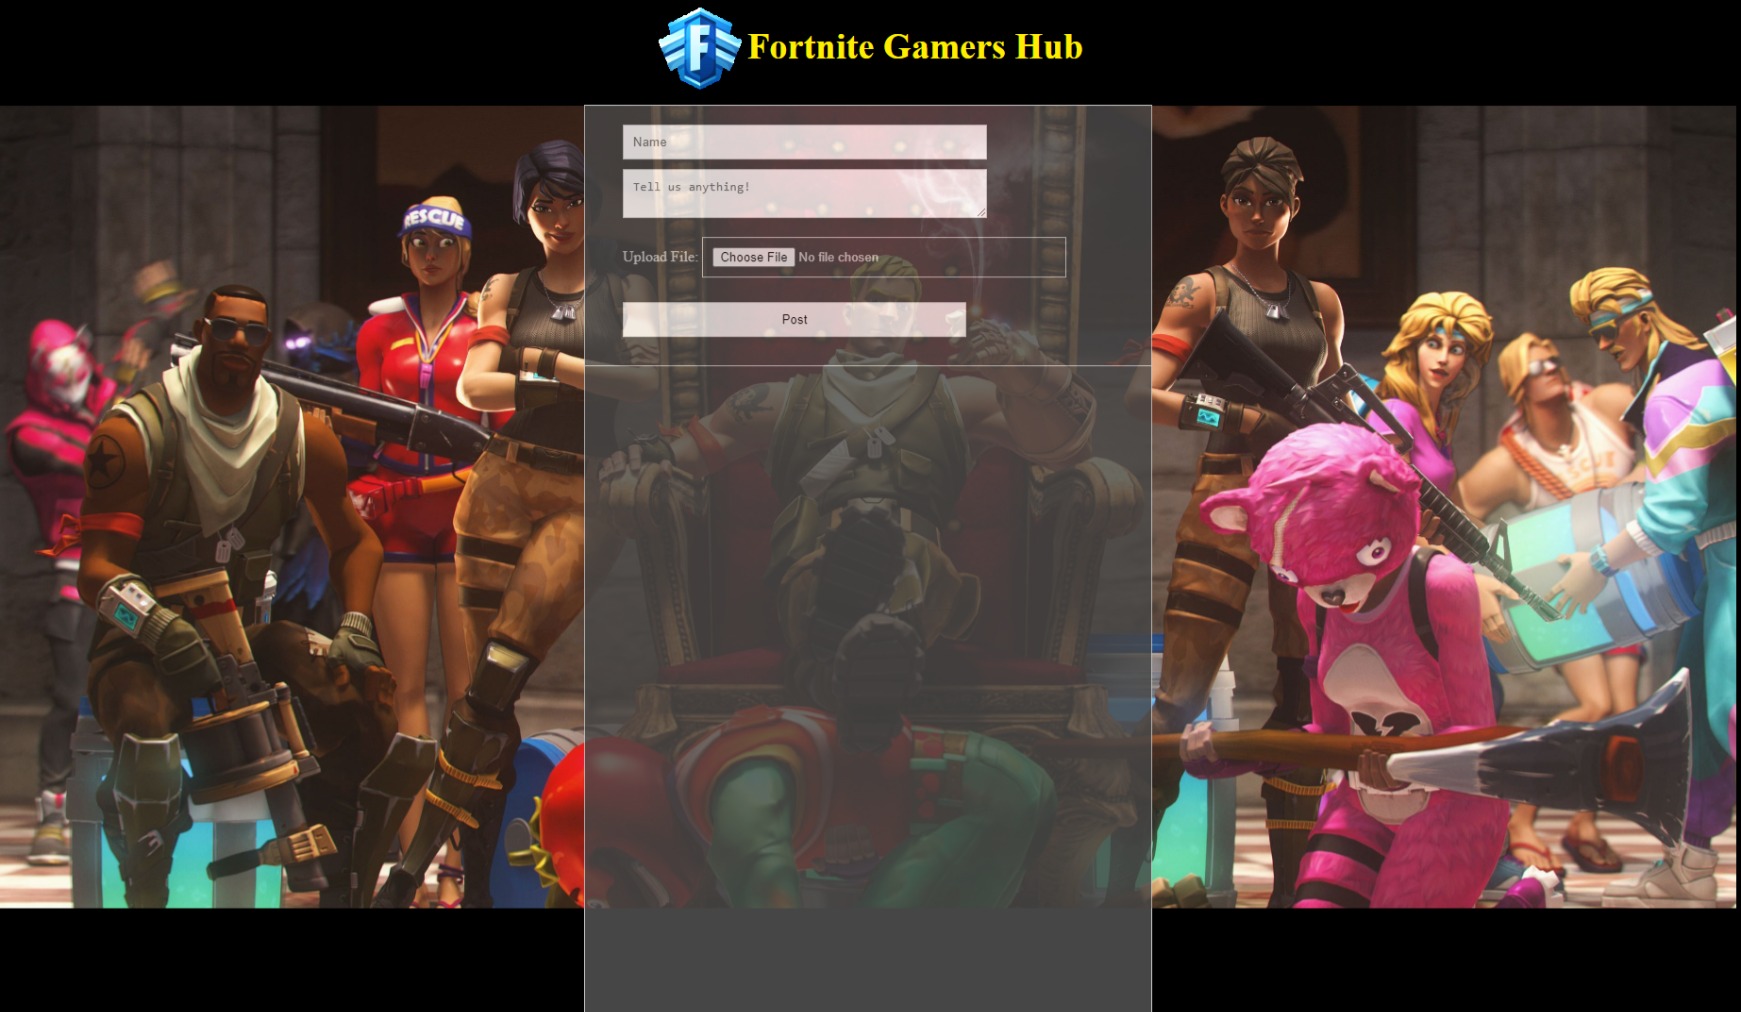 F Fortnite Gamers Hub
Name
Tell us anything!
Upload File: Choose File No file chosen
Post
RESCUE